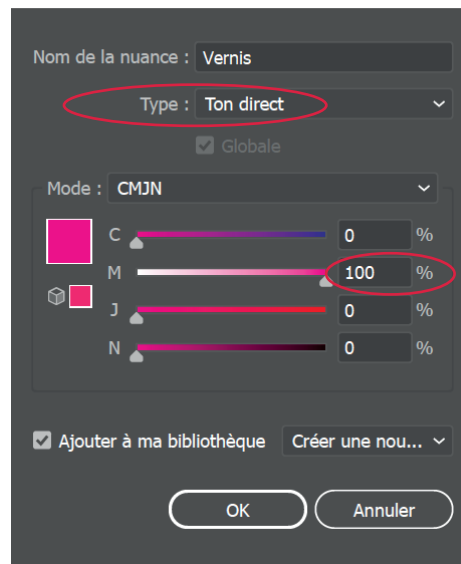 Nom de la nuance : Vernis
Type : Ton direct
Globale
Mode : CMJN
C 0 %
M 100 %
J 0 %
N 0 %
Ajouter à ma bibliothèque Créer une nou...
OK Annuler